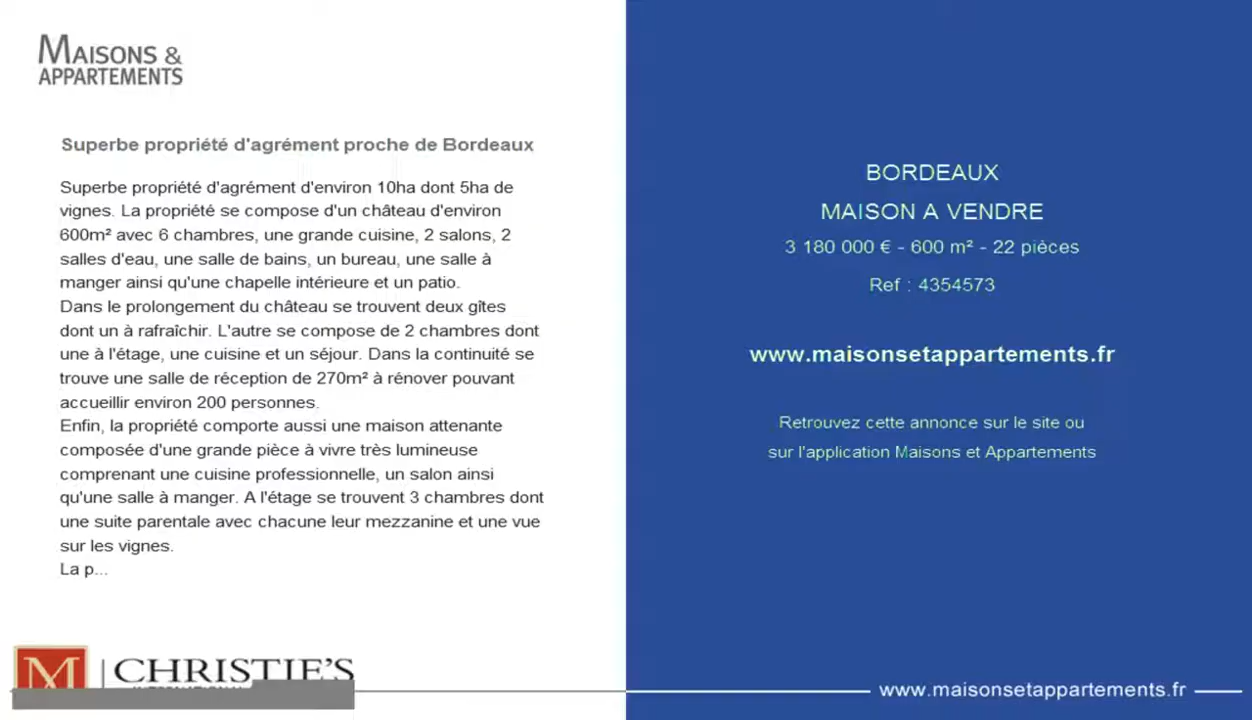 MAISONS &
APPARTEMENTS
Superbe propriété d'agrément proche de Bordeaux
Superbe propriété d'agrément d'environ 10ha dont 5ha de
vignes. La propriété se compose d'un château d'environ
600m² avec 6 chambres, une grande cuisine, 2 salons, 2
salles d'eau, une salle de bains, un bureau, une salle à
manger ainsi qu'une chapelle intérieure et un patio.
Dans le prolongement du château se trouvent deux gîtes
dont un à rafraîchir. L'autre se compose de 2 chambres dont
une à l'étage, une cuisine et un séjour. Dans la continuité se
trouve une salle de réception de 270m² à rénover pouvant
accueillir environ 200 personnes.
Enfin, la propriété comporte aussi une maison attenante
composée d'une grande pièce à vivre très lumineuse
comprenant une cuisine professionnelle, un salon ainsi
qu'une salle à manger. A l'étage se trouvent 3 chambres dont
une suite parentale avec chacune leur mezzanine et une vue
sur les vignes.
La p...
M CHRISTIE'S
BORDEAUX
MAISON A VENDRE
3 180 000 € - 600 m² - 22 pièces
Ref : 4354573
www.maisonsetappartements.fr
Retrouvez cette annonce sur le site ou
sur l'application Maisons et Appartements
www.maisonsetappartements.fr